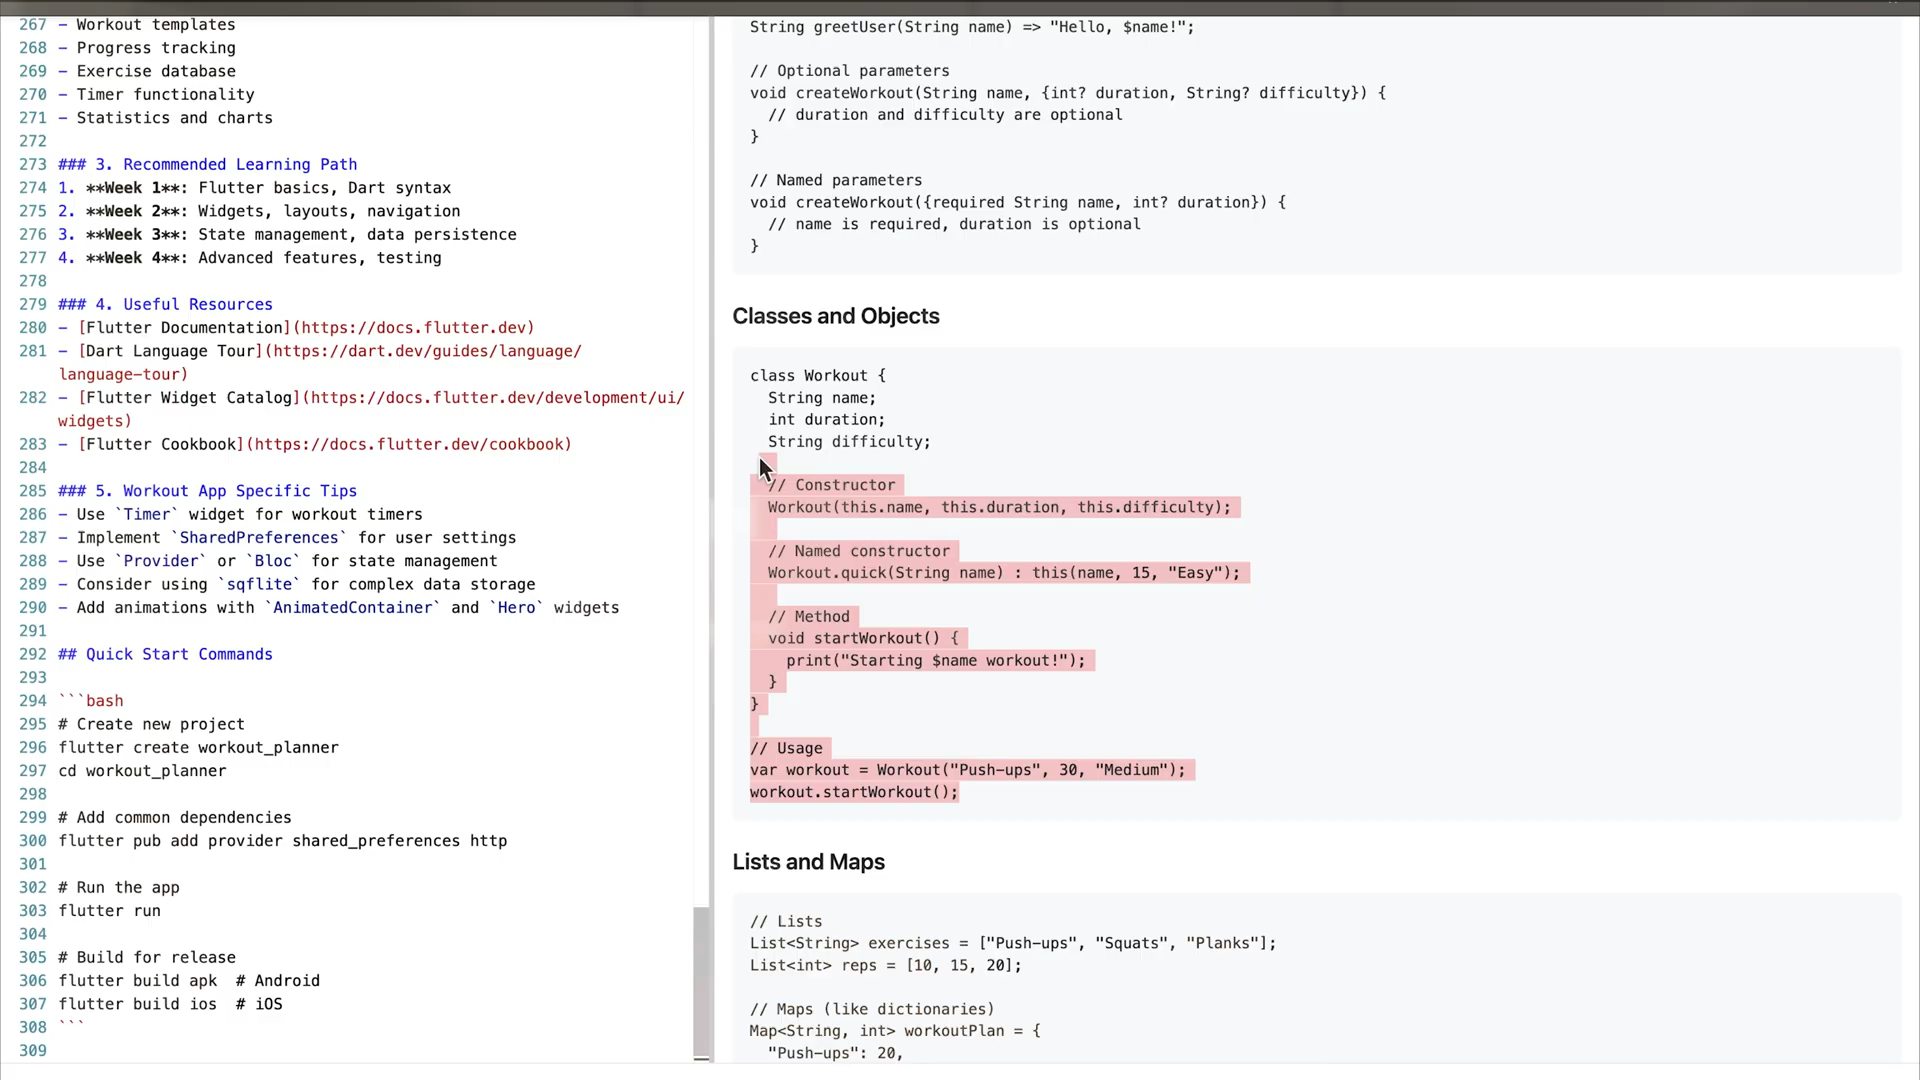 267 - Workout templates
268 - Progress tracking
269 - Exercise database
270 - Timer functionality
271 - Statistics and charts
272
273 ### 3. Recommended Learning Path
274 1. **Week 1**: Flutter basics, Dart syntax
275 2. **Week 2**: Widgets, layouts, navigation
276 3. **Week 3**: State management, data persistence
277 4. **Week 4**: Advanced features, testing
278
279 ### 4. Useful Resources
280 - [Flutter Documentation](https://docs.flutter.dev)
281 - [Dart Language Tour](https://dart.dev/guides/language/
language-tour)
282 - [Flutter Widget Catalog](https://docs.flutter.dev/development/ui/
widgets)
283 - [Flutter Cookbook](https://docs.flutter.dev/cookbook)
284
285 ### 5. Workout App Specific Tips
286 - Use `Timer` widget for workout timers
287 - Implement `SharedPreferences` for user settings
288 - Use `Provider` or `Bloc` for state management
289 - Consider using `sqflite` for complex data storage
290 - Add animations with `AnimatedContainer` and `Hero` widgets
291
292 ## Quick Start Commands
293
294 ```bash
295 # Create new project
296 flutter create workout_planner
297 cd workout_planner
298
299 # Add common dependencies
300 flutter pub add provider shared_preferences http
301
302 # Run the app
303 flutter run
304
305 # Build for release
306 flutter build apk  # Android
307 flutter build ios  # iOS
308 ```
309
String greetUser(String name) => "Hello, $name!";
// Optional parameters
void createWorkout(String name, {int? duration, String? difficulty}) {
  // duration and difficulty are optional
}
// Named parameters
void createWorkout({required String name, int? duration}) {
  // name is required, duration is optional
}
Classes and Objects
class Workout {
  String name;
  int duration;
  String difficulty;
  // Constructor
  Workout(this.name, this.duration, this.difficulty);
  // Named constructor
  Workout.quick(String name) : this(name, 15, "Easy");
  // Method
  void startWorkout() {
    print("Starting $name workout!");
  }
}
// Usage
var workout = Workout("Push-ups", 30, "Medium");
workout.startWorkout();
Lists and Maps
// Lists
List<String> exercises = ["Push-ups", "Squats", "Planks"];
List<int> reps = [10, 15, 20];
// Maps (like dictionaries)
Map<String, int> workoutPlan = {
  "Push-ups": 20,